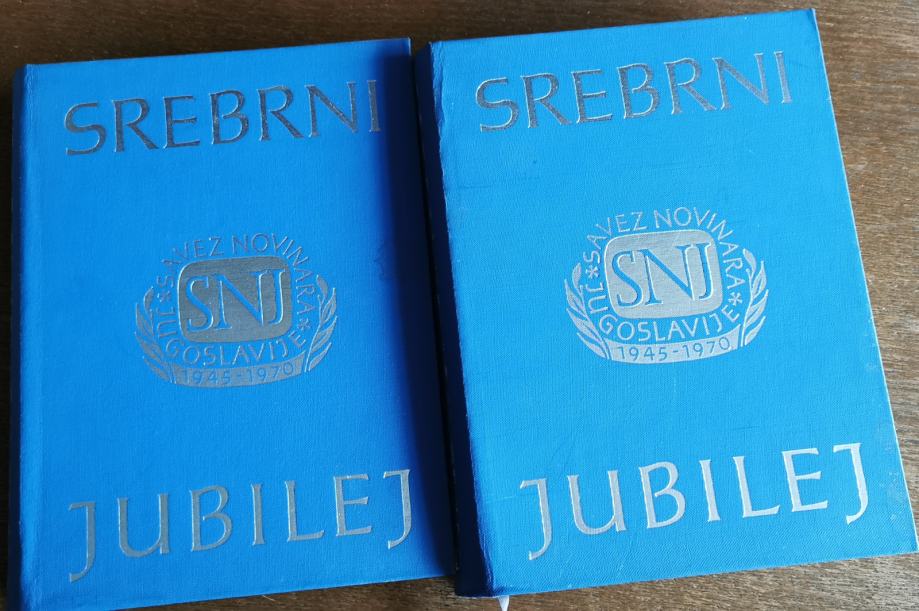 SREBRNI
*SAVEZ NOVINARA*
SNJ
JUGOSLAVIJE
1945-1970
JUBILEJ
SREBRNI
*SAVEZ NOVINARA*
SNJ
JUGOSLAVIJE
1945-1970
JUBILEJ